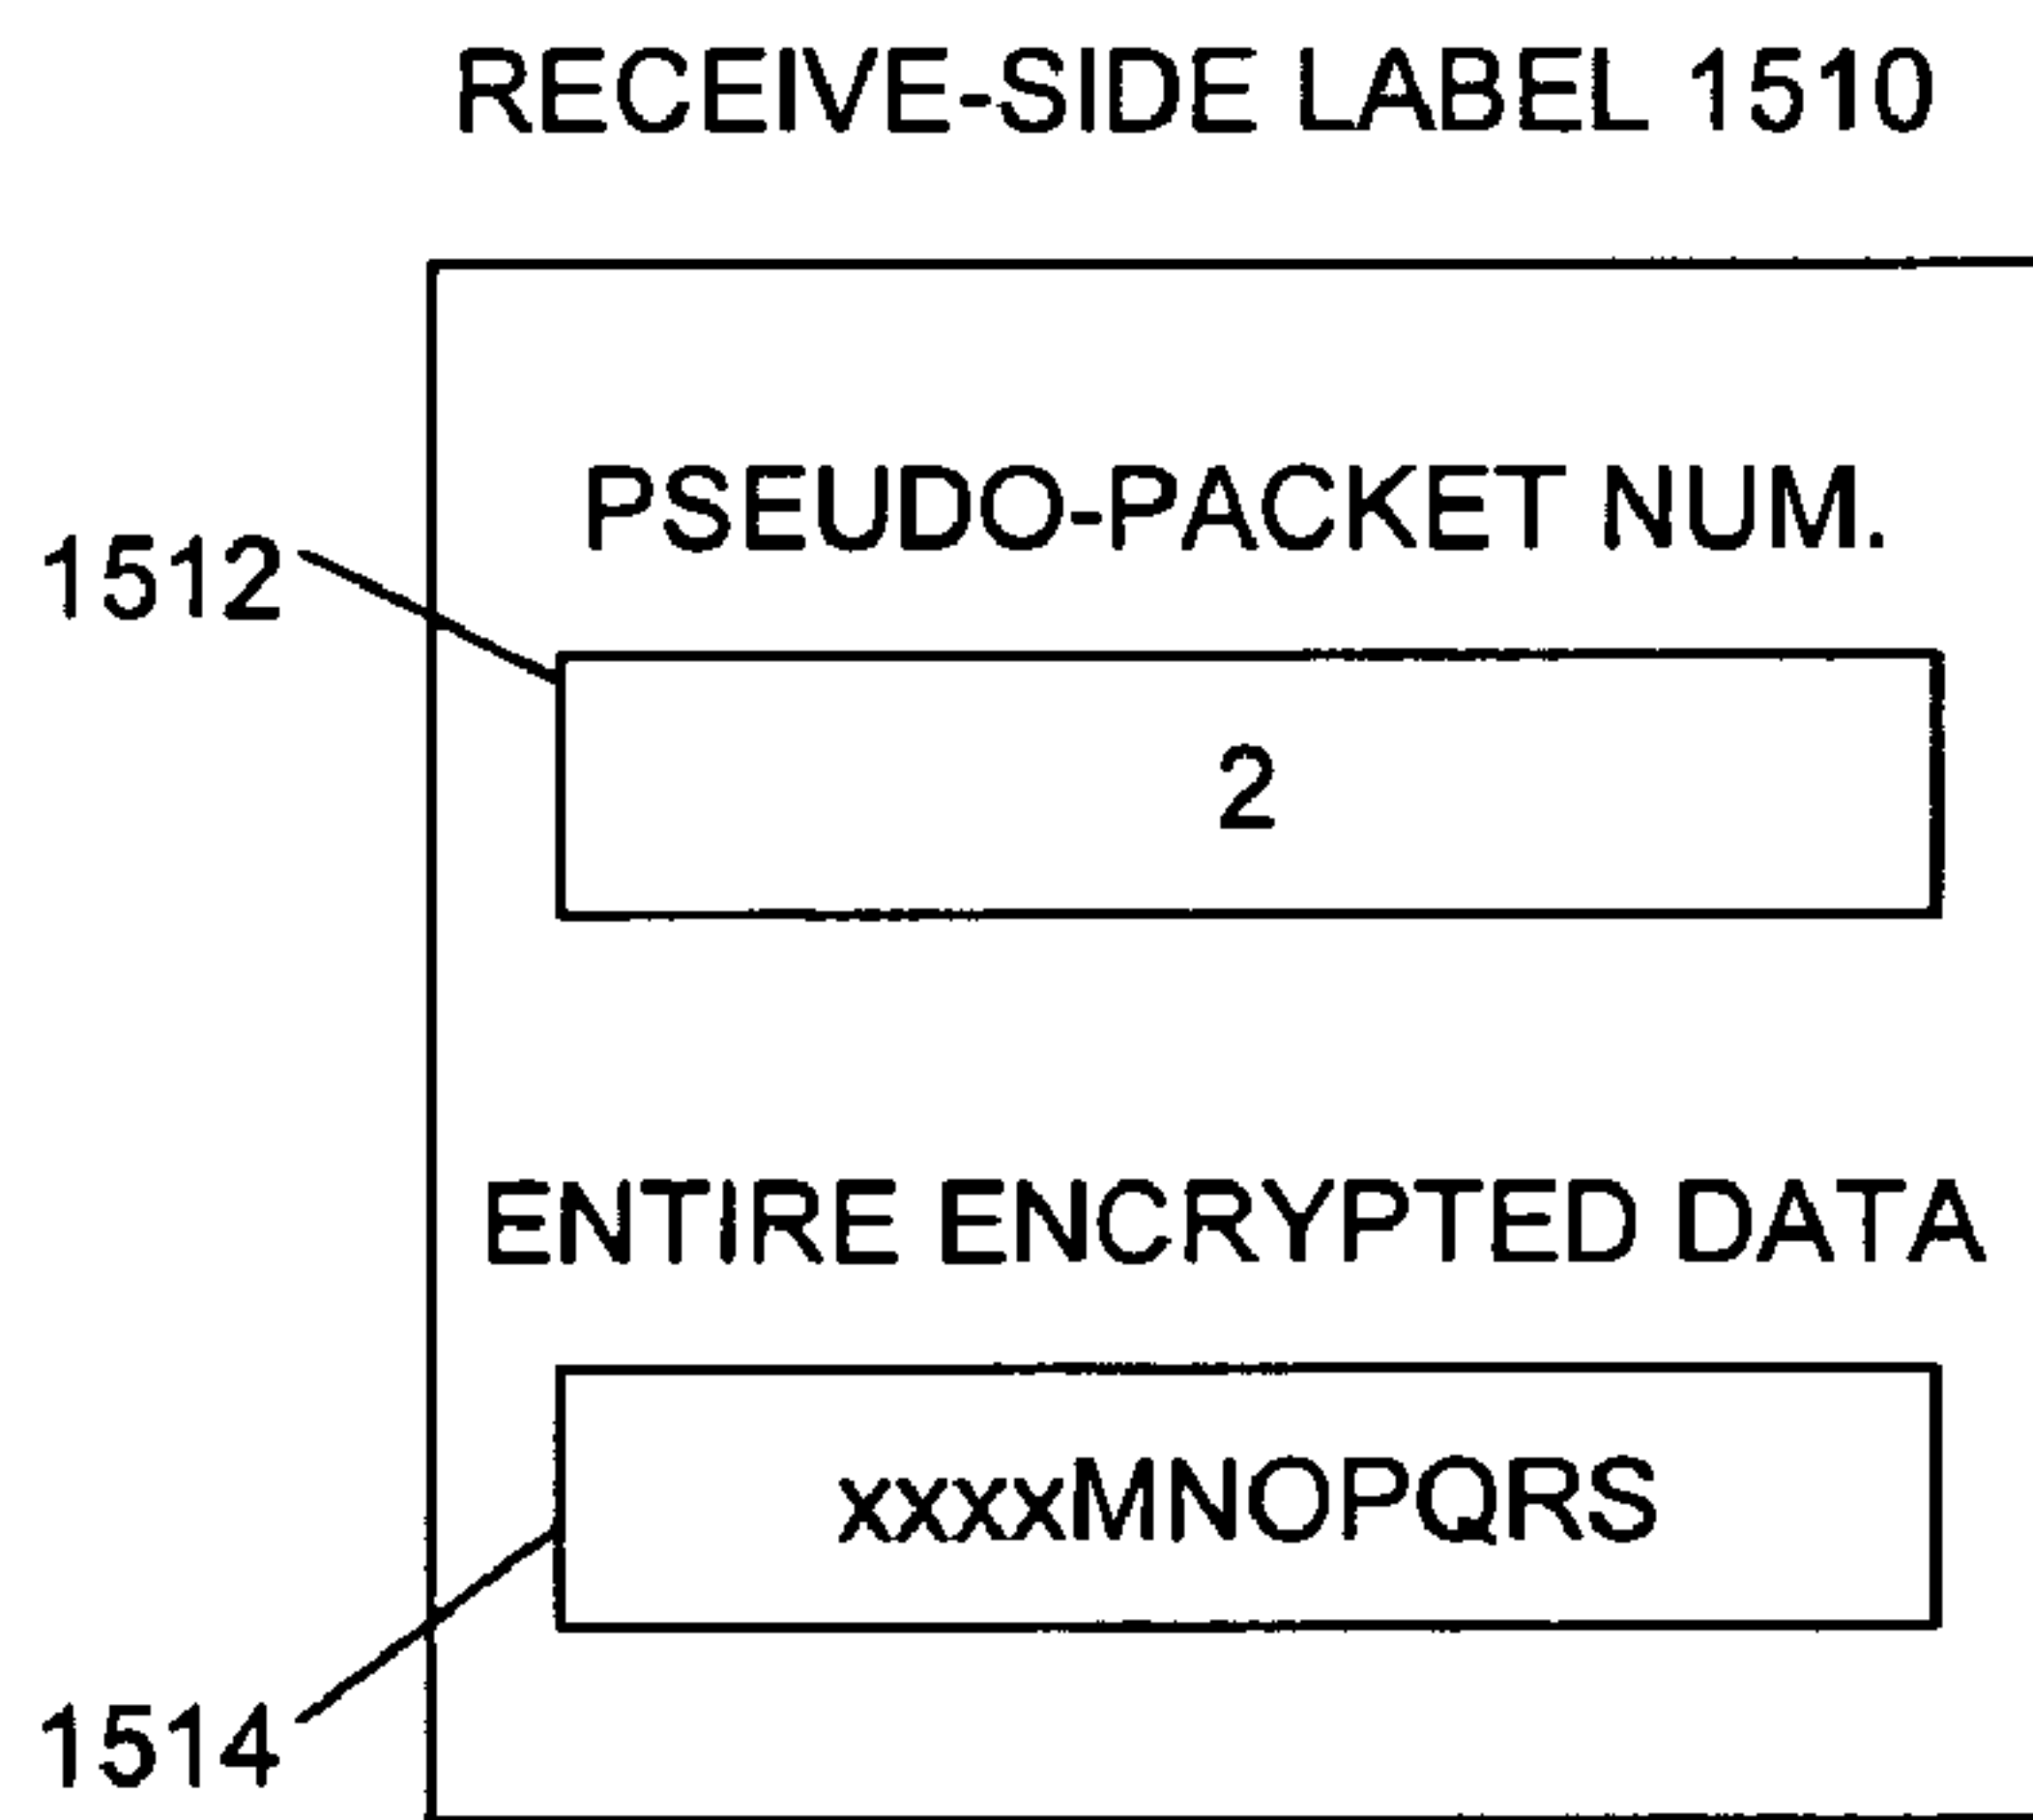 RECEIVE-SIDE LABEL 1510
PSEUDO-PACKET NUM.
1512
2
ENTIRE ENCRYPTED DATA
xxxxMNOPQRS
1514